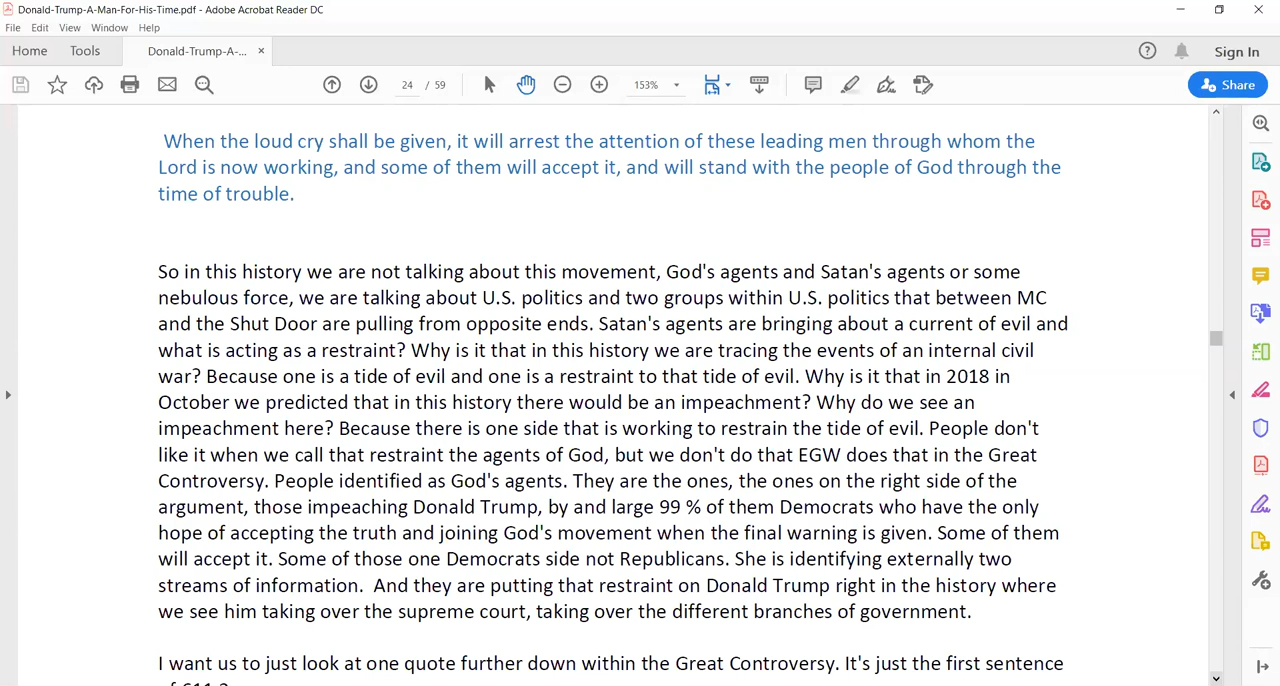 Donald-Trump-A-Man-For-His-Time.pdf - Adobe Acrobat Reader DC
File Edit View Window Help
Home Tools Donald-Trump-A-... × Sign In
24 / 59 153% Share
When the loud cry shall be given, it will arrest the attention of these leading men through whom the
Lord is now working, and some of them will accept it, and will stand with the people of God through the
time of trouble.
So in this history we are not talking about this movement, God's agents and Satan's agents or some
nebulous force, we are talking about U.S. politics and two groups within U.S. politics that between MC
and the Shut Door are pulling from opposite ends. Satan's agents are bringing about a current of evil and
what is acting as a restraint? Why is it that in this history we are tracing the events of an internal civil
war? Because one is a tide of evil and one is a restraint to that tide of evil. Why is it that in 2018 in
October we predicted that in this history there would be an impeachment? Why do we see an
impeachment here? Because there is one side that is working to restrain the tide of evil. People don't
like it when we call that restraint the agents of God, but we don't do that EGW does that in the Great
Controversy. People identified as God's agents. They are the ones, the ones on the right side of the
argument, those impeaching Donald Trump, by and large 99 % of them Democrats who have the only
hope of accepting the truth and joining God's movement when the final warning is given. Some of them
will accept it. Some of those one Democrats side not Republicans. She is identifying externally two
streams of information.  And they are putting that restraint on Donald Trump right in the history where
we see him taking over the supreme court, taking over the different branches of government.
I want us to just look at one quote further down within the Great Controversy. It's just the first sentence